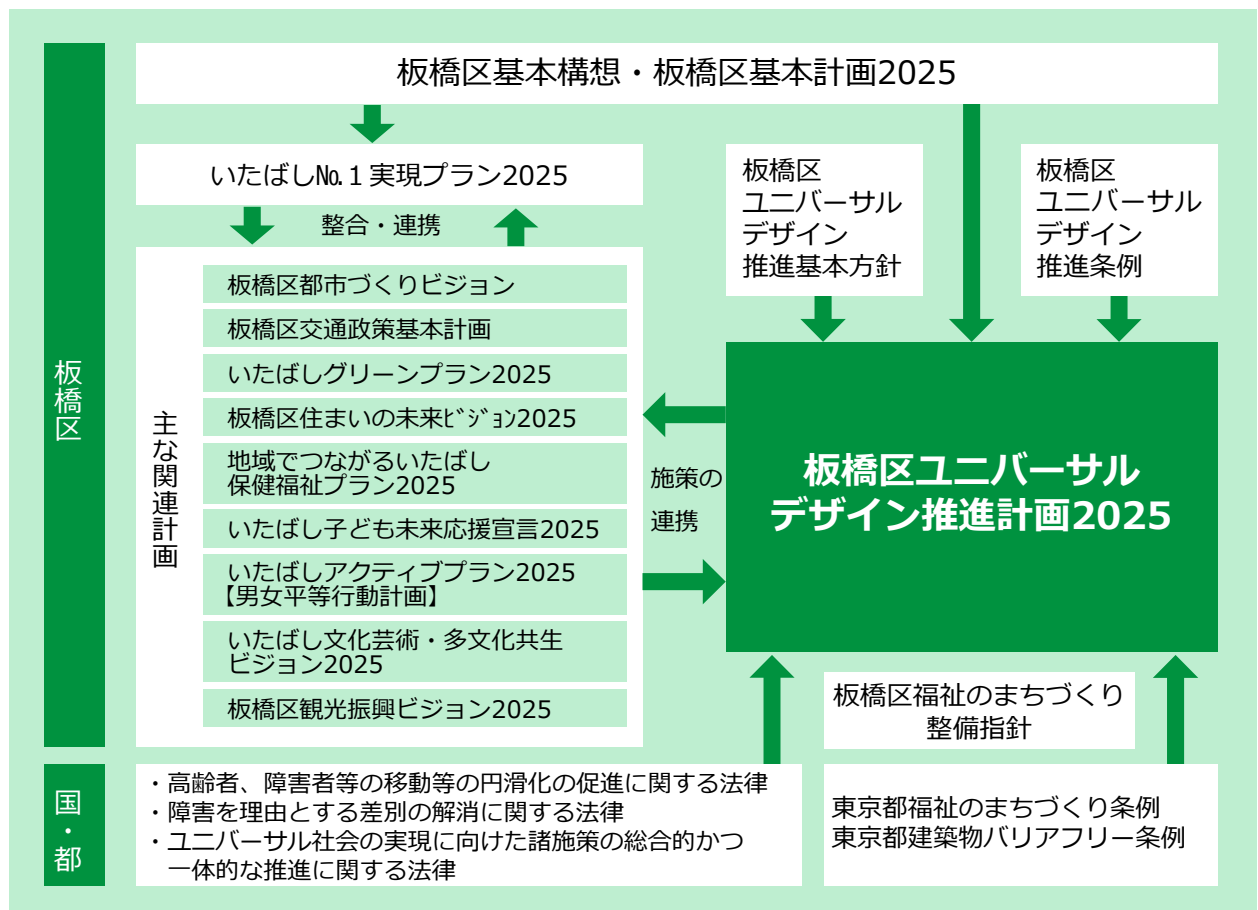 板橋区基本構想・板橋区基本計画2025
板橋区
いたばし№１実現プラン2025
整合・連携
主な関連計画
板橋区都市づくりビジョン
板橋区交通政策基本計画
いたばしグリーンプラン2025
板橋区住まいの未来ﾋﾞｼﾞｮﾝ2025
地域でつながるいたばし
保健福祉プラン2025
いたばし子ども未来応援宣言2025
いたばしアクティブプラン2025
【男女平等行動計画】
いたばし文化芸術・多文化共生
ビジョン2025
板橋区観光振興ビジョン2025
板橋区
ユニバーサル
デザイン
推進基本方針
板橋区
ユニバーサル
デザイン
推進条例
施策の
連携
板橋区ユニバーサル
デザイン推進計画2025
板橋区福祉のまちづくり
整備指針
国・都
・高齢者、障害者等の移動等の円滑化の促進に関する法律
・障害を理由とする差別の解消に関する法律
・ユニバーサル社会の実現に向けた諸施策の総合的かつ
一体的な推進に関する法律
東京都福祉のまちづくり条例
東京都建築物バリアフリー条例